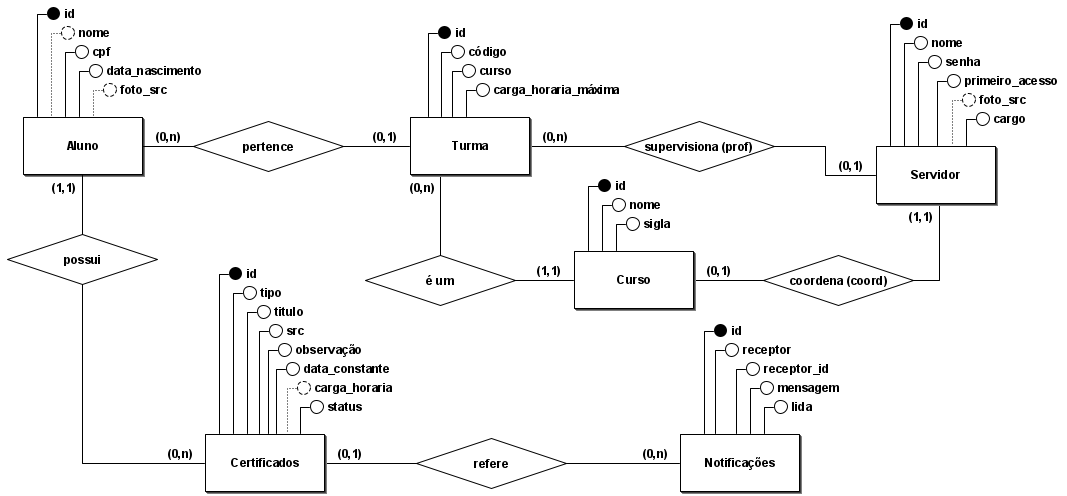 id
nome
cpf
data_nascimento
foto_src
Aluno
(0,n)
pertence
(0,1)
id
código
curso
carga_horaria_máxima
Turma
(0,n)
supervisiona (prof)
(0,1)
id
nome
senha
primeiro_acesso
foto_src
cargo
Servidor
(1,1)
(1,1)
possui
(0,n)
é um
(1,1)
id
nome
sigla
Curso
(0,1)
coordena (coord)
id
tipo
titulo
src
observação
data_constante
carga_horaria
status
(0,n)
Certificados
(0,1)
refere
(0,n)
id
receptor
receptor_id
mensagem
lida
Notificações